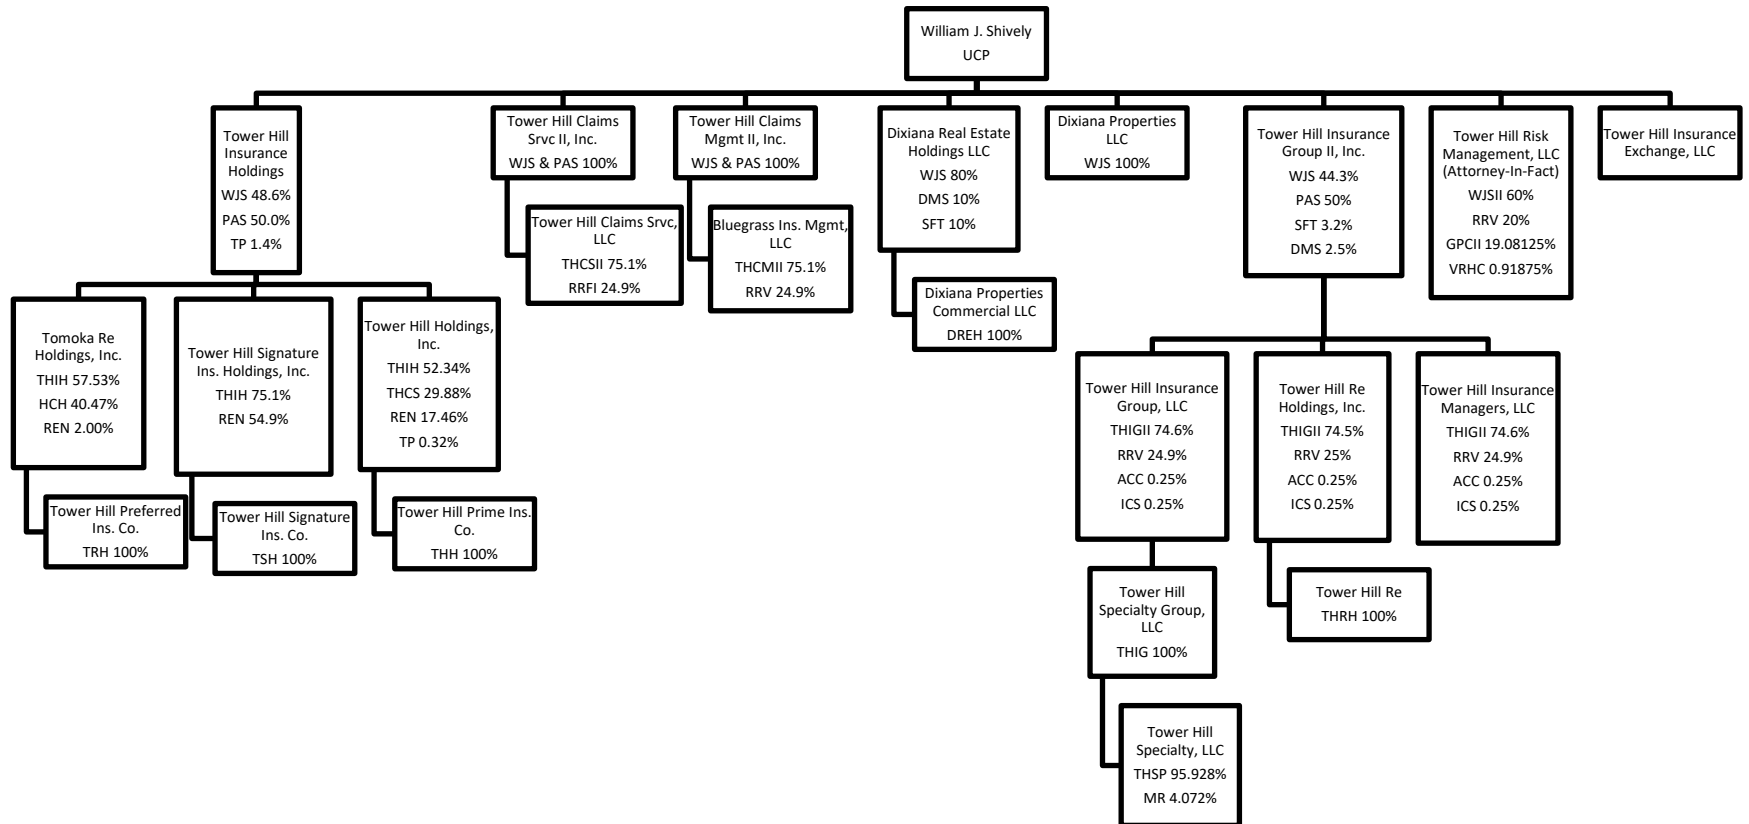 William J. Shively
UCP
Tower Hill
Insurance
Holdings
WJS 48.6%
PAS 50.0%
TP 1.4%
Tower Hill Claims
Srvc II, Inc.
WJS & PAS 100%
Tower Hill Claims
Mgmt II, Inc.
WJS & PAS 100%
Dixiana Real Estate
Holdings LLC
WJS 80%
DMS 10%
SFT 10%
Dixiana Properties
LLC
WJS 100%
Tower Hill Insurance
Group II, Inc.
WJS 44.3%
PAS 50%
SFT 3.2%
DMS 2.5%
Tower Hill Risk
Management, LLC
(Attorney-In-Fact)
WJSII 60%
RRV 20%
GPCII 19.08125%
VRHC 0.91875%
Tower Hill Insurance
Exchange, LLC
Tower Hill Claims Srvc,
LLC
THCSII 75.1%
RRFI 24.9%
Bluegrass Ins. Mgmt,
LLC
THCMII 75.1%
RRV 24.9%
Dixiana Properties
Commercial LLC
DREH 100%
Tomoka Re
Holdings, Inc.
THIH 57.53%
HCH 40.47%
REN 2.00%
Tower Hill Signature
Ins. Holdings, Inc.
THIH 75.1%
REN 54.9%
Tower Hill Holdings,
Inc.
THIH 52.34%
THCS 29.88%
REN 17.46%
TP 0.32%
Tower Hill Insurance
Group, LLC
THIGII 74.6%
RRV 24.9%
ACC 0.25%
ICS 0.25%
Tower Hill Re
Holdings, Inc.
THIGII 74.5%
RRV 25%
ACC 0.25%
ICS 0.25%
Tower Hill Insurance
Managers, LLC
THIGII 74.6%
RRV 24.9%
ACC 0.25%
ICS 0.25%
Tower Hill Preferred
Ins. Co.
TRH 100%
Tower Hill Signature
Ins. Co.
TSH 100%
Tower Hill Prime Ins.
Co.
THH 100%
Tower Hill
Specialty Group,
LLC
THIG 100%
Tower Hill Re
THRH 100%
Tower Hill
Specialty, LLC
THSP 95.928%
MR 4.072%